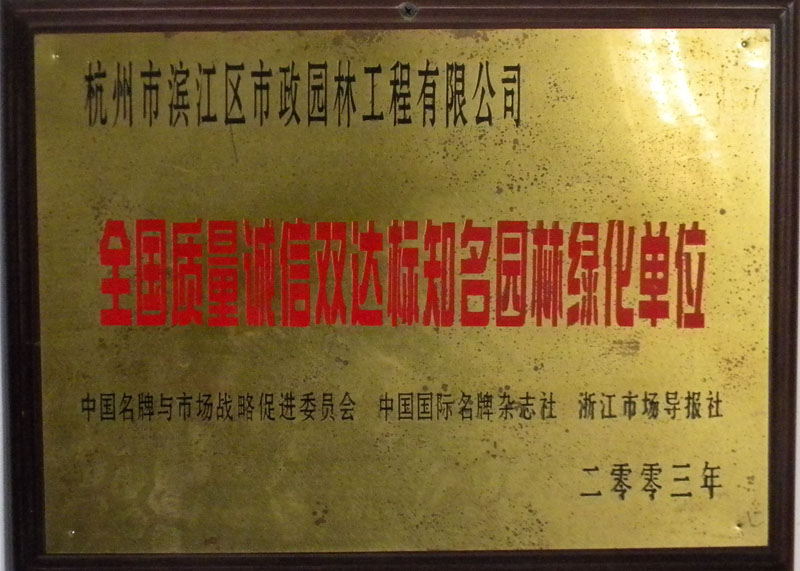 杭州市滨江区市政园林工程有限公司
全国质量诚信双达标知名园林绿化单位
中国名牌与市场战略促进委员会 中国国际名牌杂志社 浙江市场导报社
二零零三年